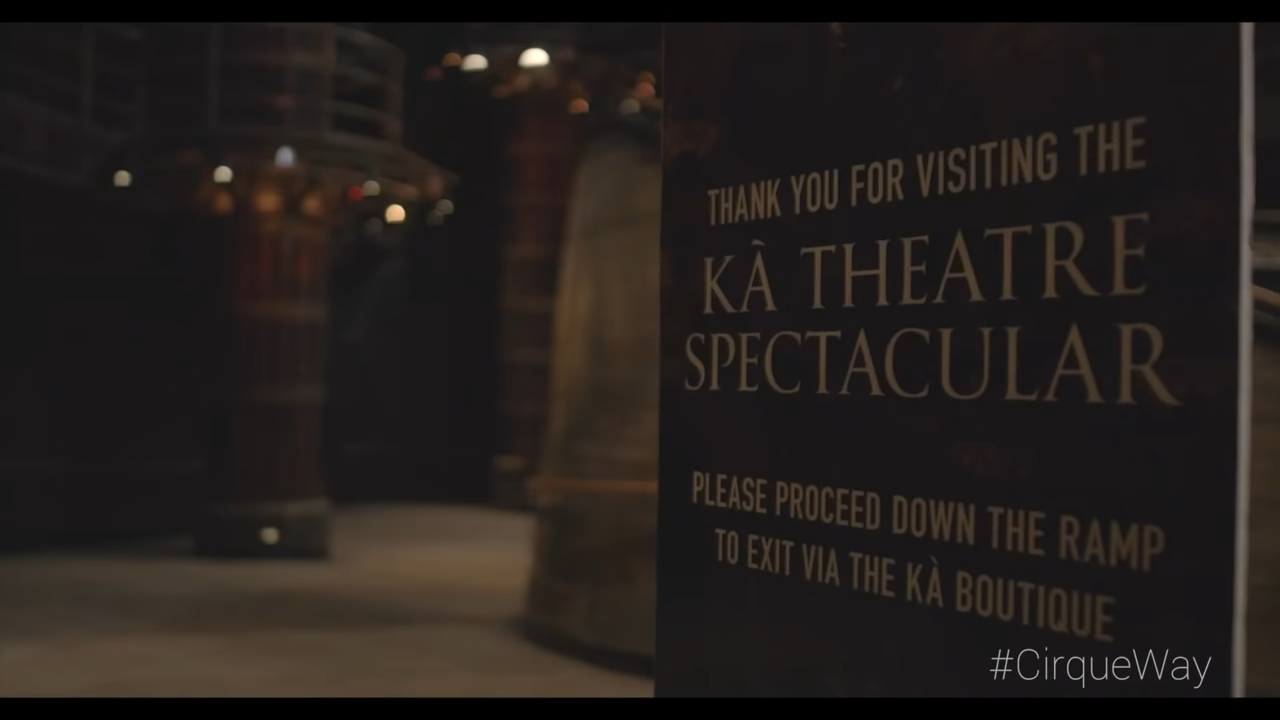 THANK YOU FOR VISITING THE
KÀ THEATRE
SPECTACULAR
PLEASE PROCEED DOWN THE RAMP
TO EXIT VIA THE KÀ BOUTIQUE
#CirqueWay